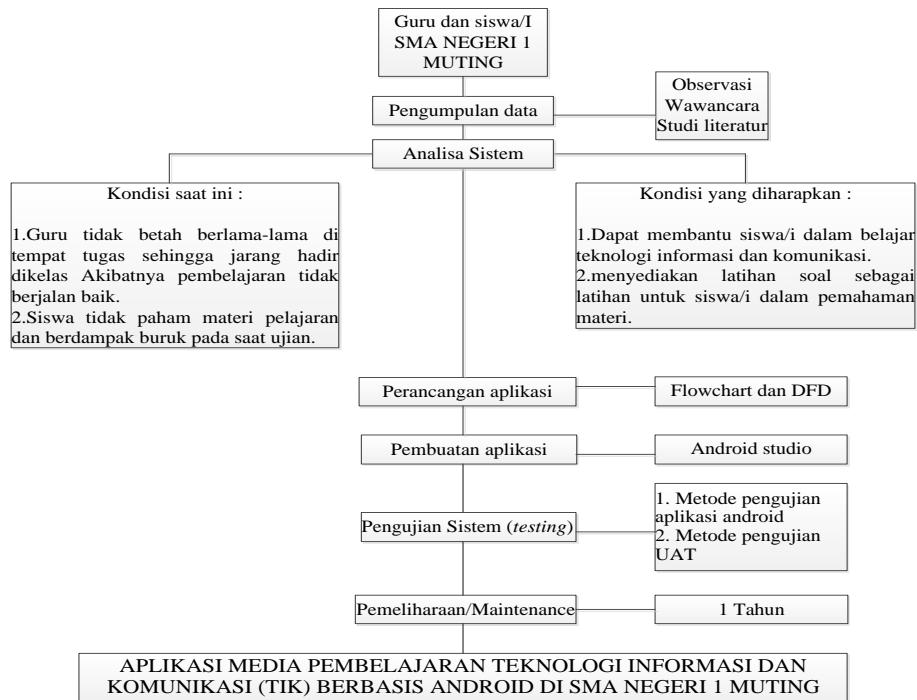 Guru dan siswa/I
SMA NEGERI 1
MUTING
Pengumpulan data
Observasi
Wawancara
Studi literatur
Analisa Sistem
Kondisi saat ini :
1.Guru tidak betah berlama-lama di
tempat tugas sehingga jarang hadir
dikelas Akibatnya pembelajaran tidak
berjalan baik.
2.Siswa tidak paham materi pelajaran
dan berdampak buruk pada saat ujian.
Kondisi yang diharapkan :
1.Dapat membantu siswa/i dalam belajar
teknologi informasi dan komunikasi.
2.menyediakan latihan soal sebagai
latihan untuk siswa/i dalam pemahaman
materi.
Perancangan aplikasi
Flowchart dan DFD
Pembuatan aplikasi
Android studio
Pengujian Sistem (testing)
1. Metode pengujian
aplikasi android
2. Metode pengujian
UAT
Pemeliharaan/Maintenance
1 Tahun
APLIKASI MEDIA PEMBELAJARAN TEKNOLOGI INFORMASI DAN
KOMUNIKASI (TIK) BERBASIS ANDROID DI SMA NEGERI 1 MUTING